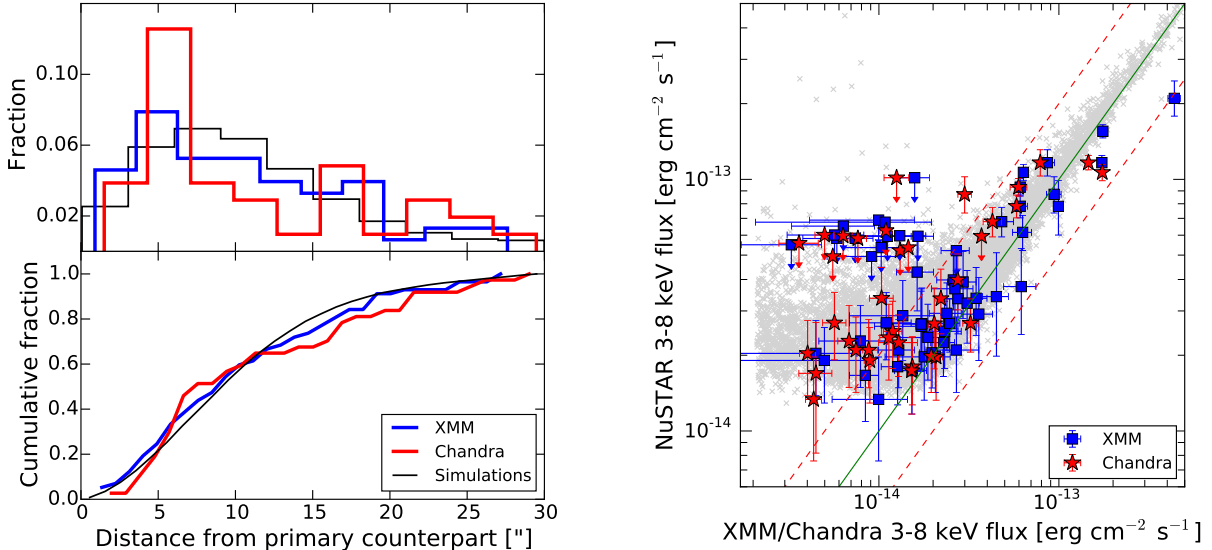 Fraction
0.10
0.06
0.02
Cumulative fraction
1.0
0.8
0.6
0.4
0.2
0.0
XMM
Chandra
Simulations
0 5 10 15 20 25 30
Distance from primary counterpart ["]
NuSTAR 3-8 keV flux [erg cm⁻² s⁻¹]
10⁻¹³
10⁻¹⁴
XMM
Chandra
10⁻¹⁴ 10⁻¹³
XMM/Chandra 3-8 keV flux [erg cm⁻² s⁻¹]